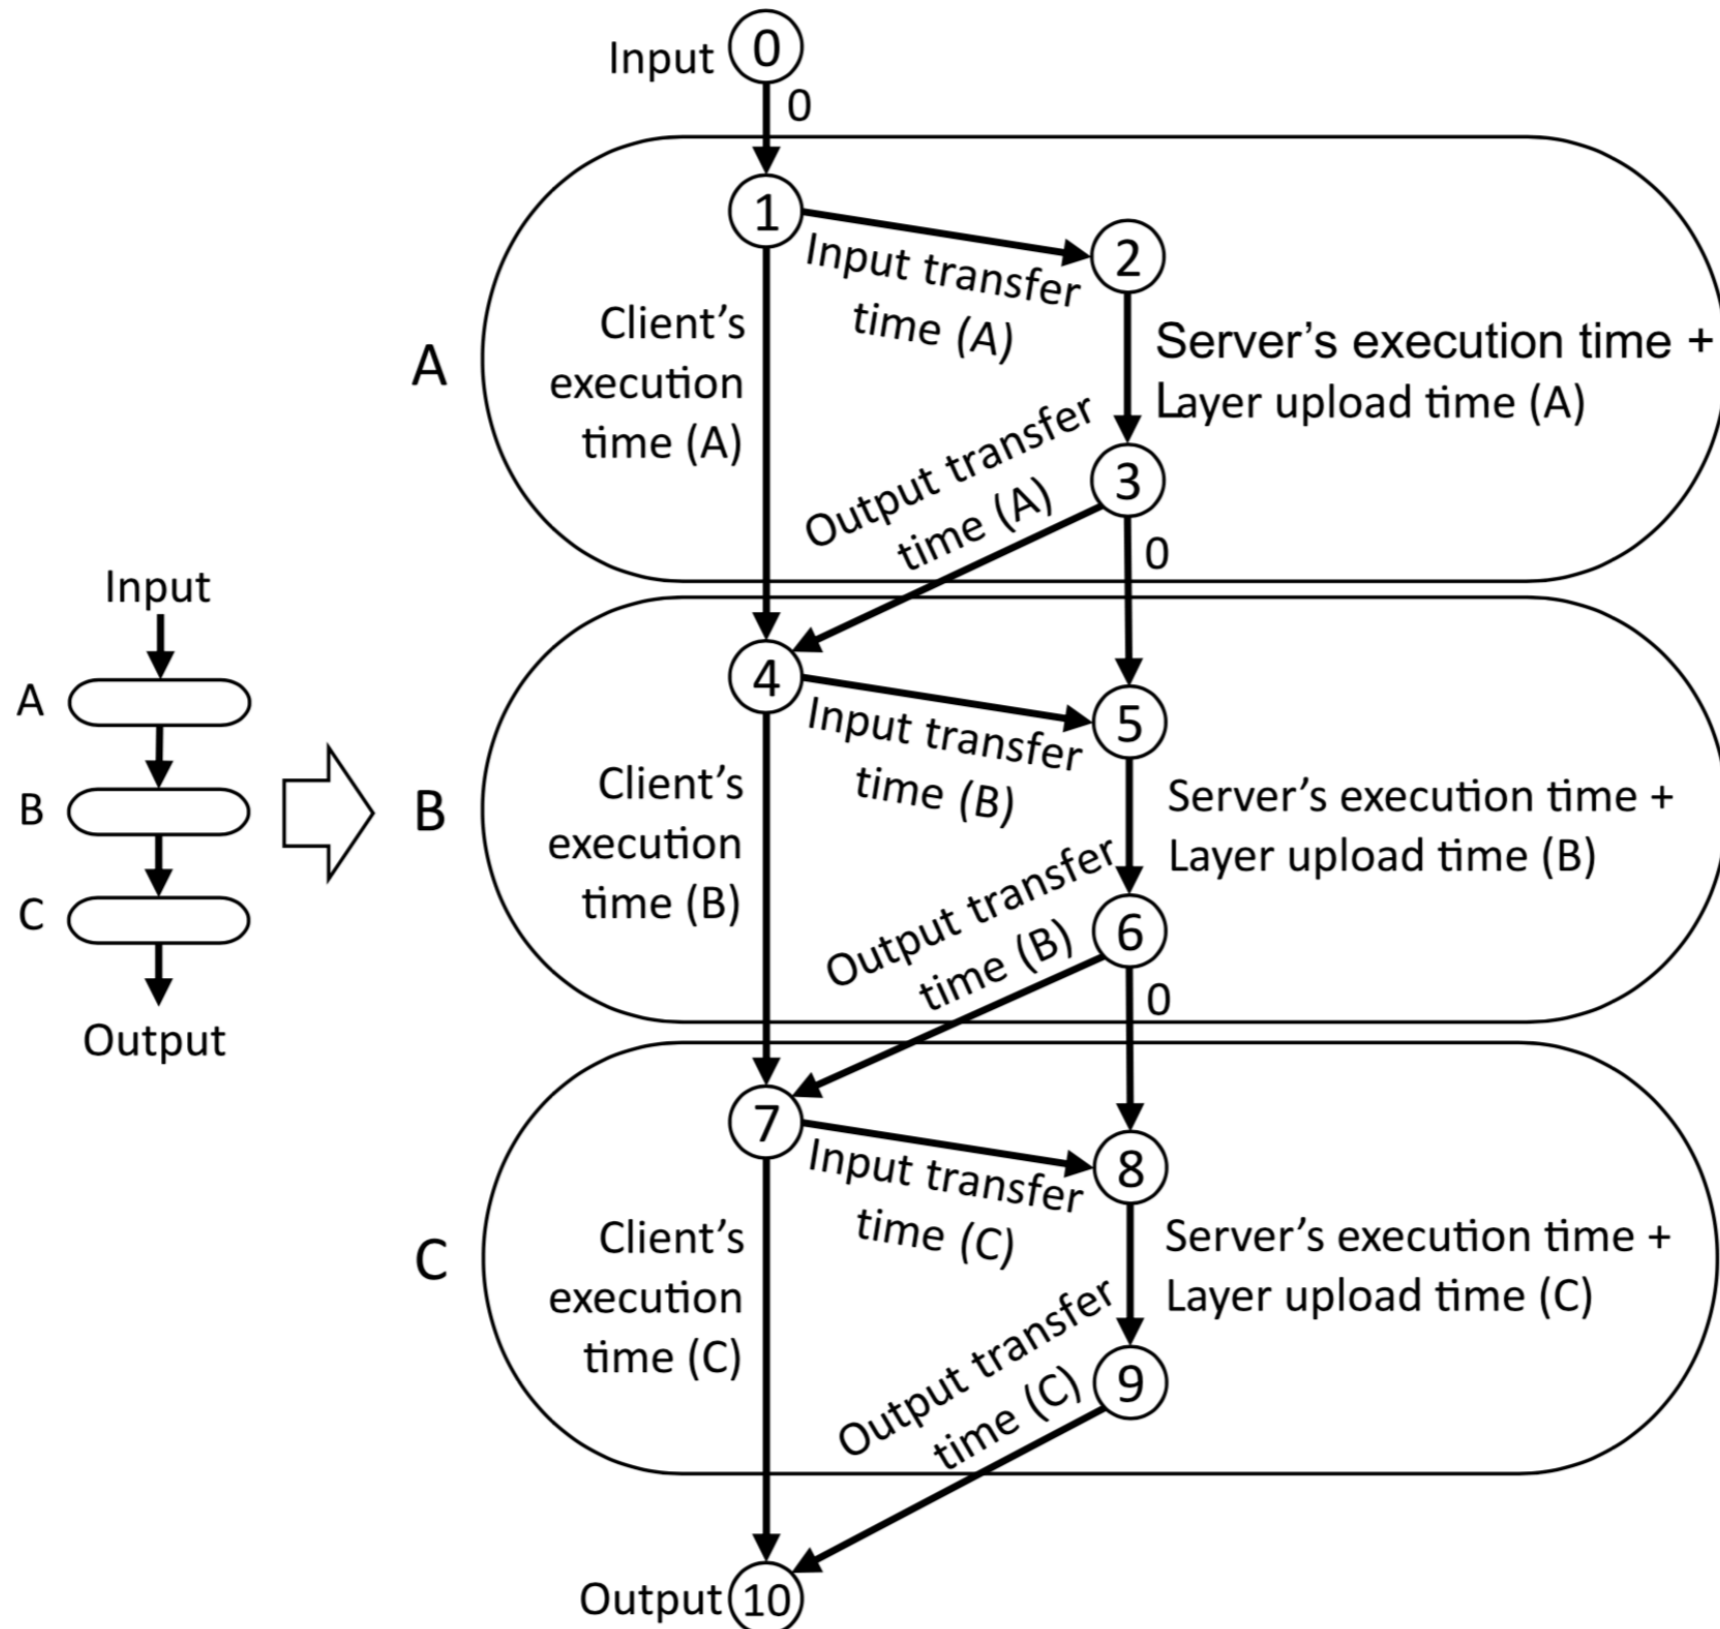 Input
A
B
C
Output
Input
0
0
1
Input transfer
time (A)
2
Client's
execution
time (A)
Server's execution time +
Layer upload time (A)
A
Output transfer
time (A)
3
0
4
Input transfer
time (B)
5
Client's
execution
time (B)
Server's execution time +
Layer upload time (B)
B
Output transfer
time (B)
6
0
7
Input transfer
time (C)
8
Client's
execution
time (C)
Server's execution time +
Layer upload time (C)
C
Output transfer
time (C)
9
Output
10